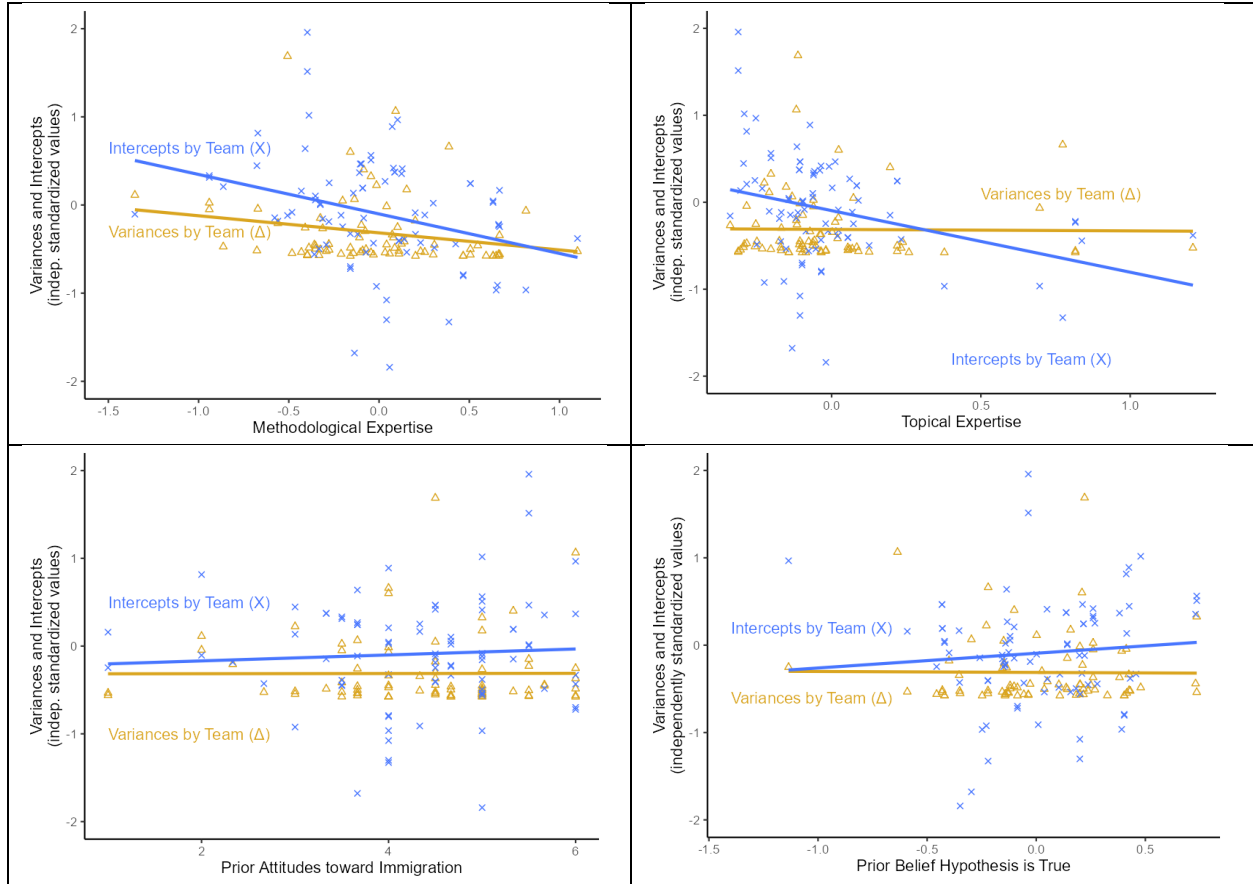 2
1
0
-1
-2
Variances and Intercepts
(indep. standardized values)
Intercepts by Team (X)
Variances by Team (Δ)
-1.5
-1.0
-0.5
0.0
0.5
1.0
Methodological Expertise
2
1
0
-1
-2
Variances and Intercepts
(indep. standardized values)
Variances by Team (Δ)
Intercepts by Team (X)
0.0
0.5
1.0
Topical Expertise
2
1
0
-1
-2
Variances and Intercepts
(indep. standardized values)
Intercepts by Team (X)
Variances by Team (Δ)
2
4
6
Prior Attitudes toward Immigration
2
1
0
-1
-2
Variances and Intercepts
(independently standardized values)
Intercepts by Team (X)
Variances by Team (Δ)
-1.5
-1.0
-0.5
0.0
0.5
Prior Belief Hypothesis is True